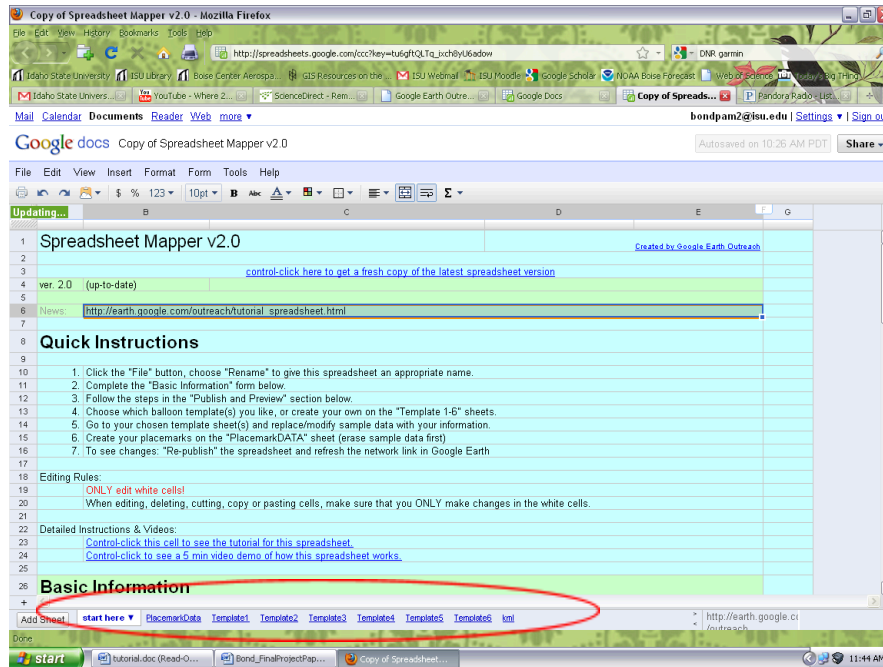 Copy of Spreadsheet Mapper v2.0 - Mozilla Firefox
File Edit View History Bookmarks Tools Help
http://spreadsheets.google.com/ccc?key=tu6gftQLTq_ixch8yU6adow
DNR garmin
Idaho State University ISU Library Boise Center Aerospa... GIS Resources on the ... ISU Webmail ISU Moodle Google Scholar NOAA Boise Forecast Web of Science Today's Big Thing
Idaho State Univers... YouTube - Where 2.... ScienceDirect - Rem... Google Earth Outre... Google Docs Copy of Spreads... Pandora Radio - List...
Mail Calendar Documents Reader Web more ▼ bondpam2@isu.edu | Settings ▼ | Sign ou
Google docs Copy of Spreadsheet Mapper v2.0 Autosaved on 10:26 AM PDT Share
File Edit View Insert Format Form Tools Help
$ % 123 10pt B Abc A Σ
Updating... B C D E F G
1 Spreadsheet Mapper v2.0 Created by Google Earth Outreach
2
3 control-click here to get a fresh copy of the latest spreadsheet version
4 ver. 2.0 (up-to-date)
5
6 News: http://earth.google.com/outreach/tutorial_spreadsheet.html
7
8 Quick Instructions
9
10 1. Click the "File" button, choose "Rename" to give this spreadsheet an appropriate name.
11 2. Complete the "Basic Information" form below.
12 3. Follow the steps in the "Publish and Preview" section below.
13 4. Choose which balloon template(s) you like, or create your own on the "Template 1-6" sheets.
14 5. Go to your chosen template sheet(s) and replace/modify sample data with your information.
15 6. Create your placemarks on the "PlacemarkDATA" sheet (erase sample data first)
16 7. To see changes: "Re-publish" the spreadsheet and refresh the network link in Google Earth
17
18 Editing Rules:
19 ONLY edit white cells!
20 When editing, deleting, cutting, copy or pasting cells, make sure that you ONLY make changes in the white cells.
21
22 Detailed Instructions & Videos:
23 Control-click this cell to see the tutorial for this spreadsheet.
24 Control-click to see a 5 min video demo of how this spreadsheet works.
25
26 Basic Information
+
Add Sheet start here ▼ PlacemarkData Template1 Template2 Template3 Template4 Template5 Template6 kml http://earth.google.co
/outreach
Done
start tutorial.doc (Read-O... Bond_FinalProjectPap... Copy of Spreadsheet... 11:44 AM